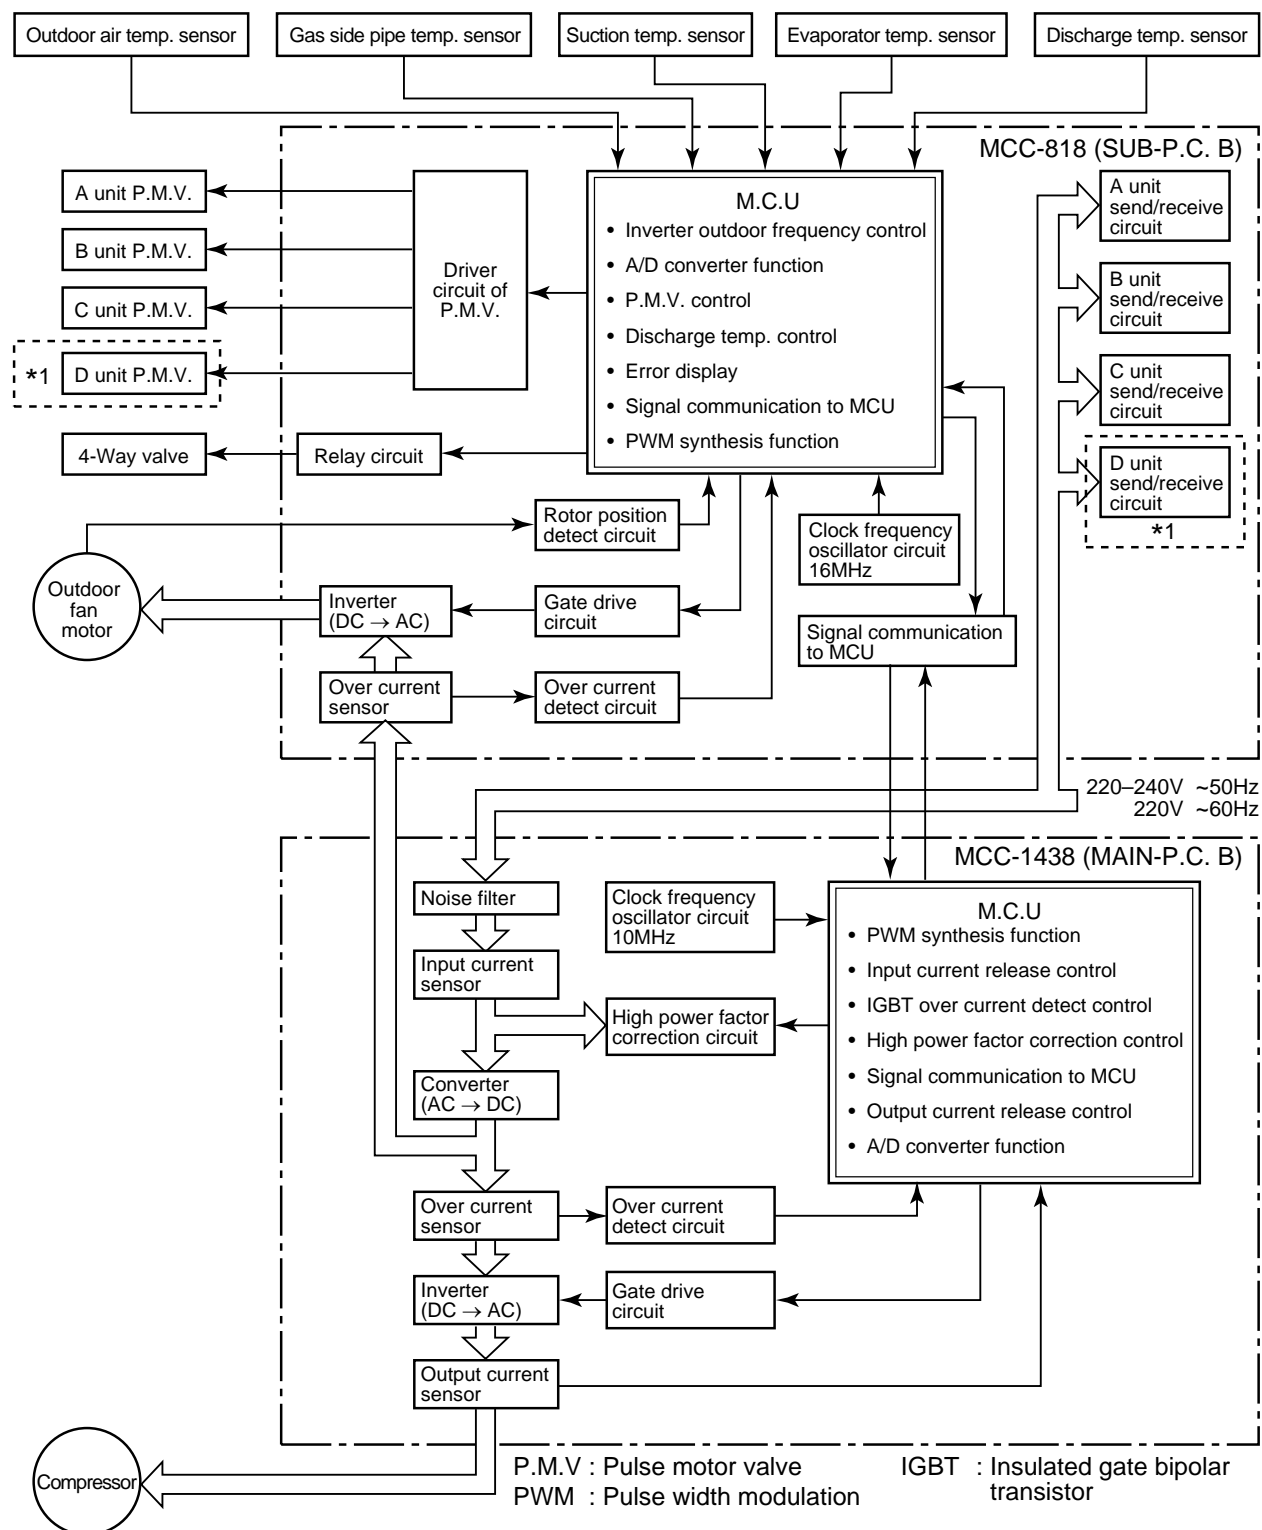 Outdoor air temp. sensor
Gas side pipe temp. sensor
Suction temp. sensor
Evaporator temp. sensor
Discharge temp. sensor
MCC-818 (SUB-P.C. B)
A unit P.M.V.
B unit P.M.V.
C unit P.M.V.
*1 D unit P.M.V.
4-Way valve
Relay circuit
Driver
circuit of
P.M.V.
M.C.U
• Inverter outdoor frequency control
• A/D converter function
• P.M.V. control
• Discharge temp. control
• Error display
• Signal communication to MCU
• PWM synthesis function
A unit
send/receive
circuit
B unit
send/receive
circuit
C unit
send/receive
circuit
D unit
send/receive
circuit
*1
Rotor position
detect circuit
Clock frequency
oscillator circuit
16MHz
Outdoor
fan
motor
Inverter
(DC → AC)
Gate drive
circuit
Signal communication
to MCU
Over current
sensor
Over current
detect circuit
220–240V ~50Hz
220V ~60Hz
MCC-1438 (MAIN-P.C. B)
Noise filter
Clock frequency
oscillator circuit
10MHz
Input current
sensor
High power factor
correction circuit
Converter
(AC → DC)
M.C.U
• PWM synthesis function
• Input current release control
• IGBT over current detect control
• High power factor correction control
• Signal communication to MCU
• Output current release control
• A/D converter function
Over current
sensor
Over current
detect circuit
Inverter
(DC → AC)
Gate drive
circuit
Output current
sensor
Compressor
P.M.V : Pulse motor valve
PWM : Pulse width modulation
IGBT : Insulated gate bipolar
transistor